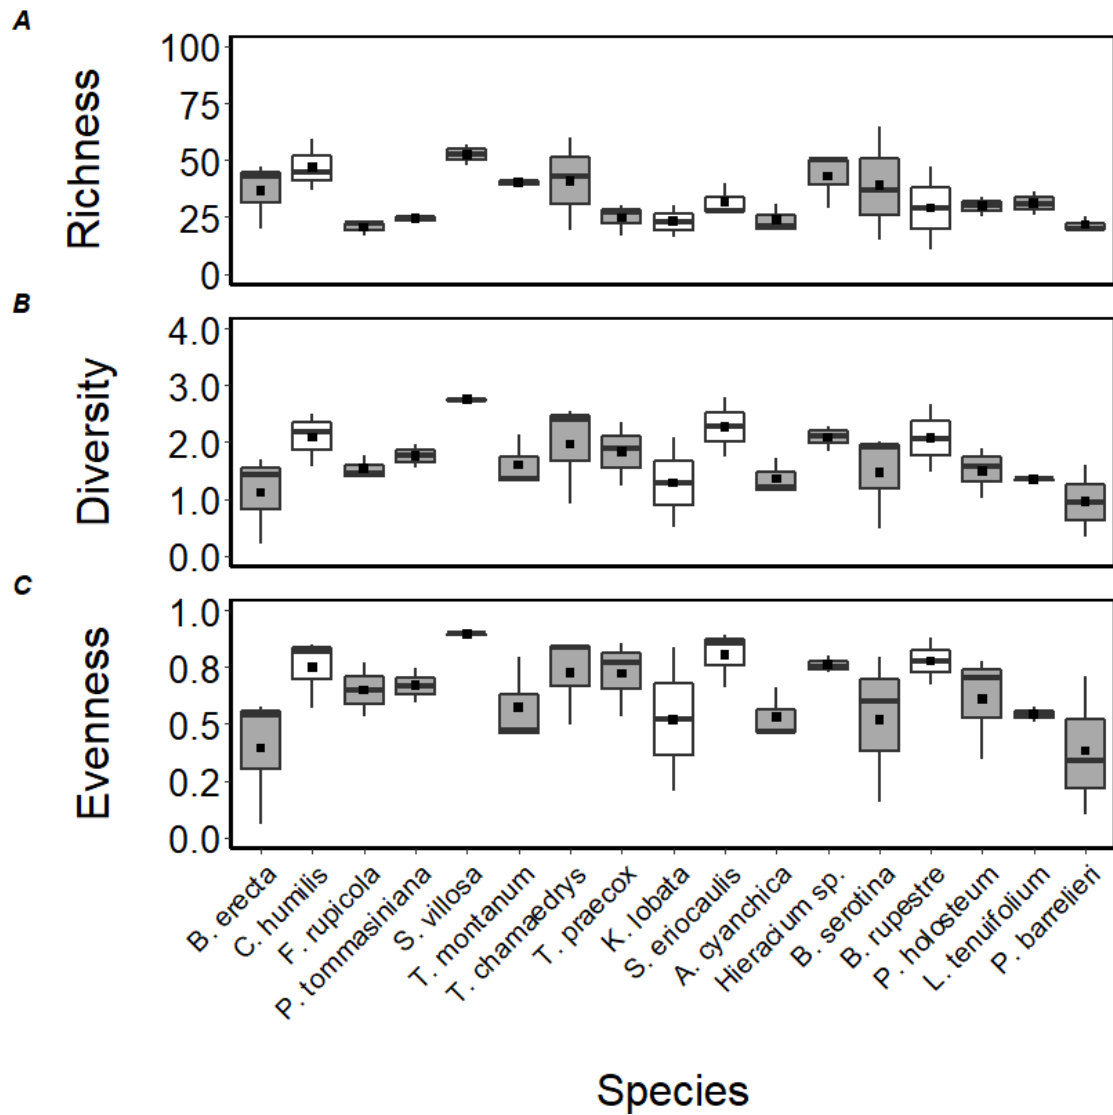 A
Richness
100
75
50
25
0
B
Diversity
4.0
3.0
2.0
1.0
0.0
C
Evenness
1.0
0.8
0.5
0.2
0.0
B. erecta
C. humilis
F. rupicola
P. tommasiniana
S. villosa
T. montanum
T. chamaedrys
T. praecox
K. lobata
S. eriocaulis
A. cyanchica
Hieracium sp.
B. serotina
B. rupestre
P. holosteum
L. tenuifolium
P. barrelieri
Species